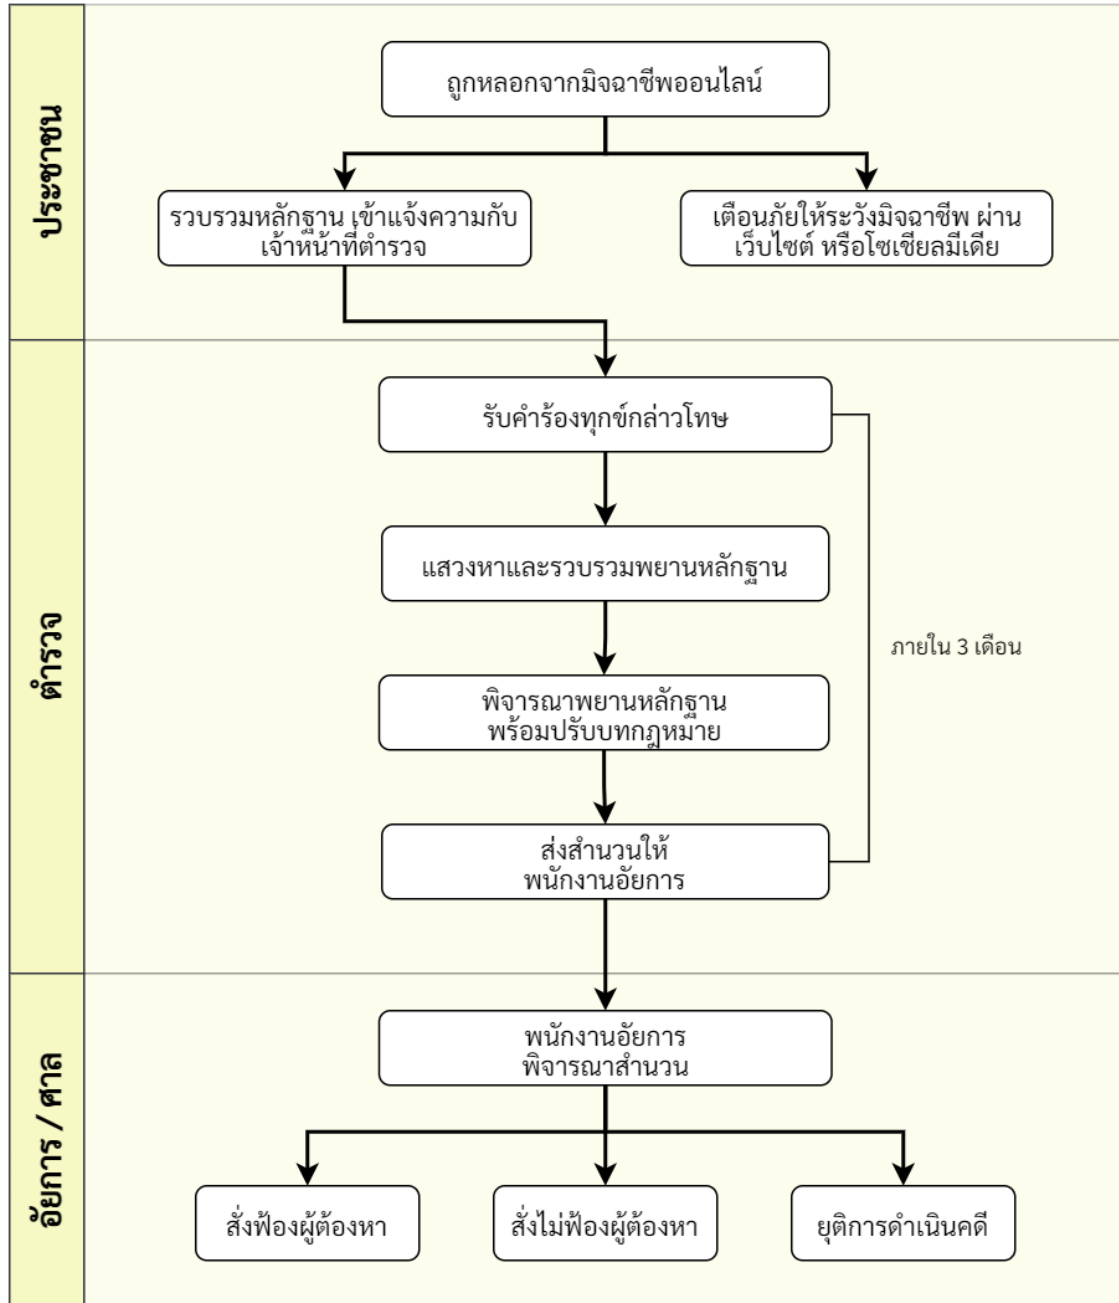 ประชาชน
ถูกหลอกจากมิจฉาชีพออนไลน์
รวบรวมหลักฐาน เข้าแจ้งความกับ
เจ้าหน้าที่ตำรวจ
เตือนภัยให้ระวังมิจฉาชีพ ผ่าน
เว็บไซต์ หรือโซเชียลมีเดีย
ตำรวจ
รับคำร้องทุกข์กล่าวโทษ
แสวงหาและรวบรวมพยานหลักฐาน
ภายใน 3 เดือน
พิจารณาพยานหลักฐาน
พร้อมปรับบทกฎหมาย
ส่งสำนวนให้
พนักงานอัยการ
อัยการ / ศาล
พนักงานอัยการ
พิจารณาสำนวน
สั่งฟ้องผู้ต้องหา
สั่งไม่ฟ้องผู้ต้องหา
ยุติการดำเนินคดี